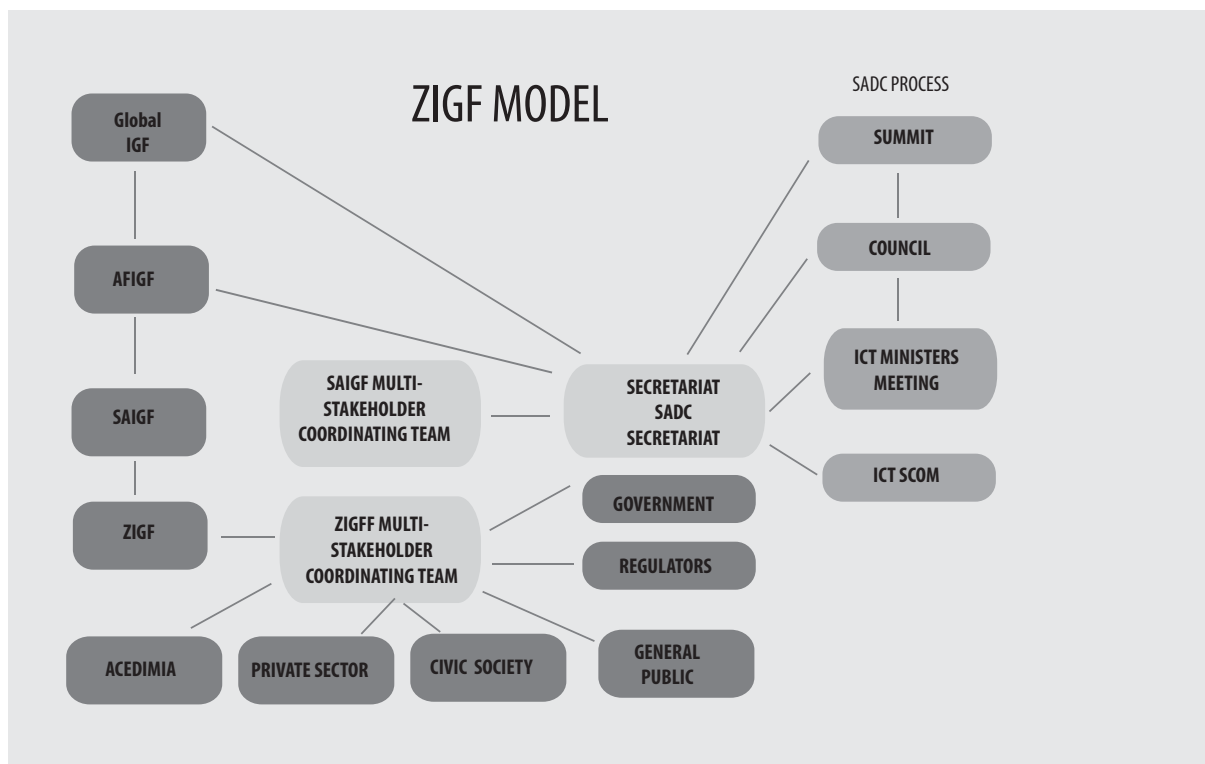 ZIGF MODEL
SADC PROCESS
Global
IGF
SUMMIT
COUNCIL
AFIGF
ICT MINISTERS
MEETING
SAIGF MULTI-
STAKEHOLDER
COORDINATING TEAM
SECRETARIAT
SADC
SECRETARIAT
SAIGF
ICT SCOM
GOVERNMENT
ZIGF
ZIGFF MULTI-
STAKEHOLDER
COORDINATING TEAM
REGULATORS
ACEDIMIA
PRIVATE SECTOR
CIVIC SOCIETY
GENERAL
PUBLIC